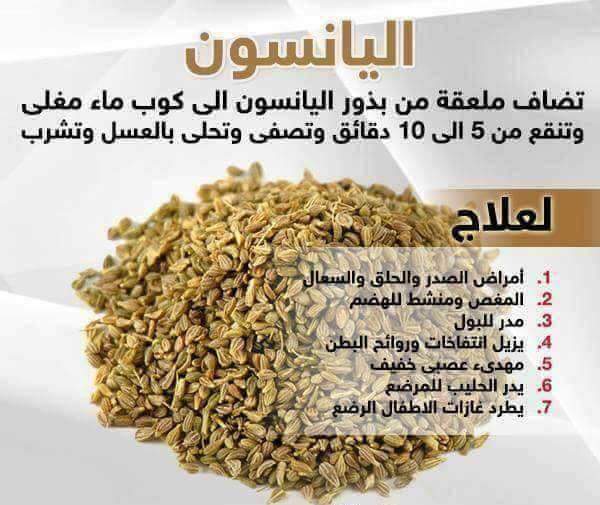 اليانسون
تضاف ملعقة من بذور اليانسون الى كوب ماء مغلى
وتنقع من 5 الى 10 دقائق وتصفى وتحلى بالعسل وتشرب
لعلاج
1. أمراض الصدر والحلق والسعال
2. المغص ومنشط للهضم
3. مدر للبول
4. يزيل انتفاخات وروائح البطن
5. مهدىء عصبى خفيف
6. يدر الحليب للمرضع
7. يطرد غازات الاطفال الرضع